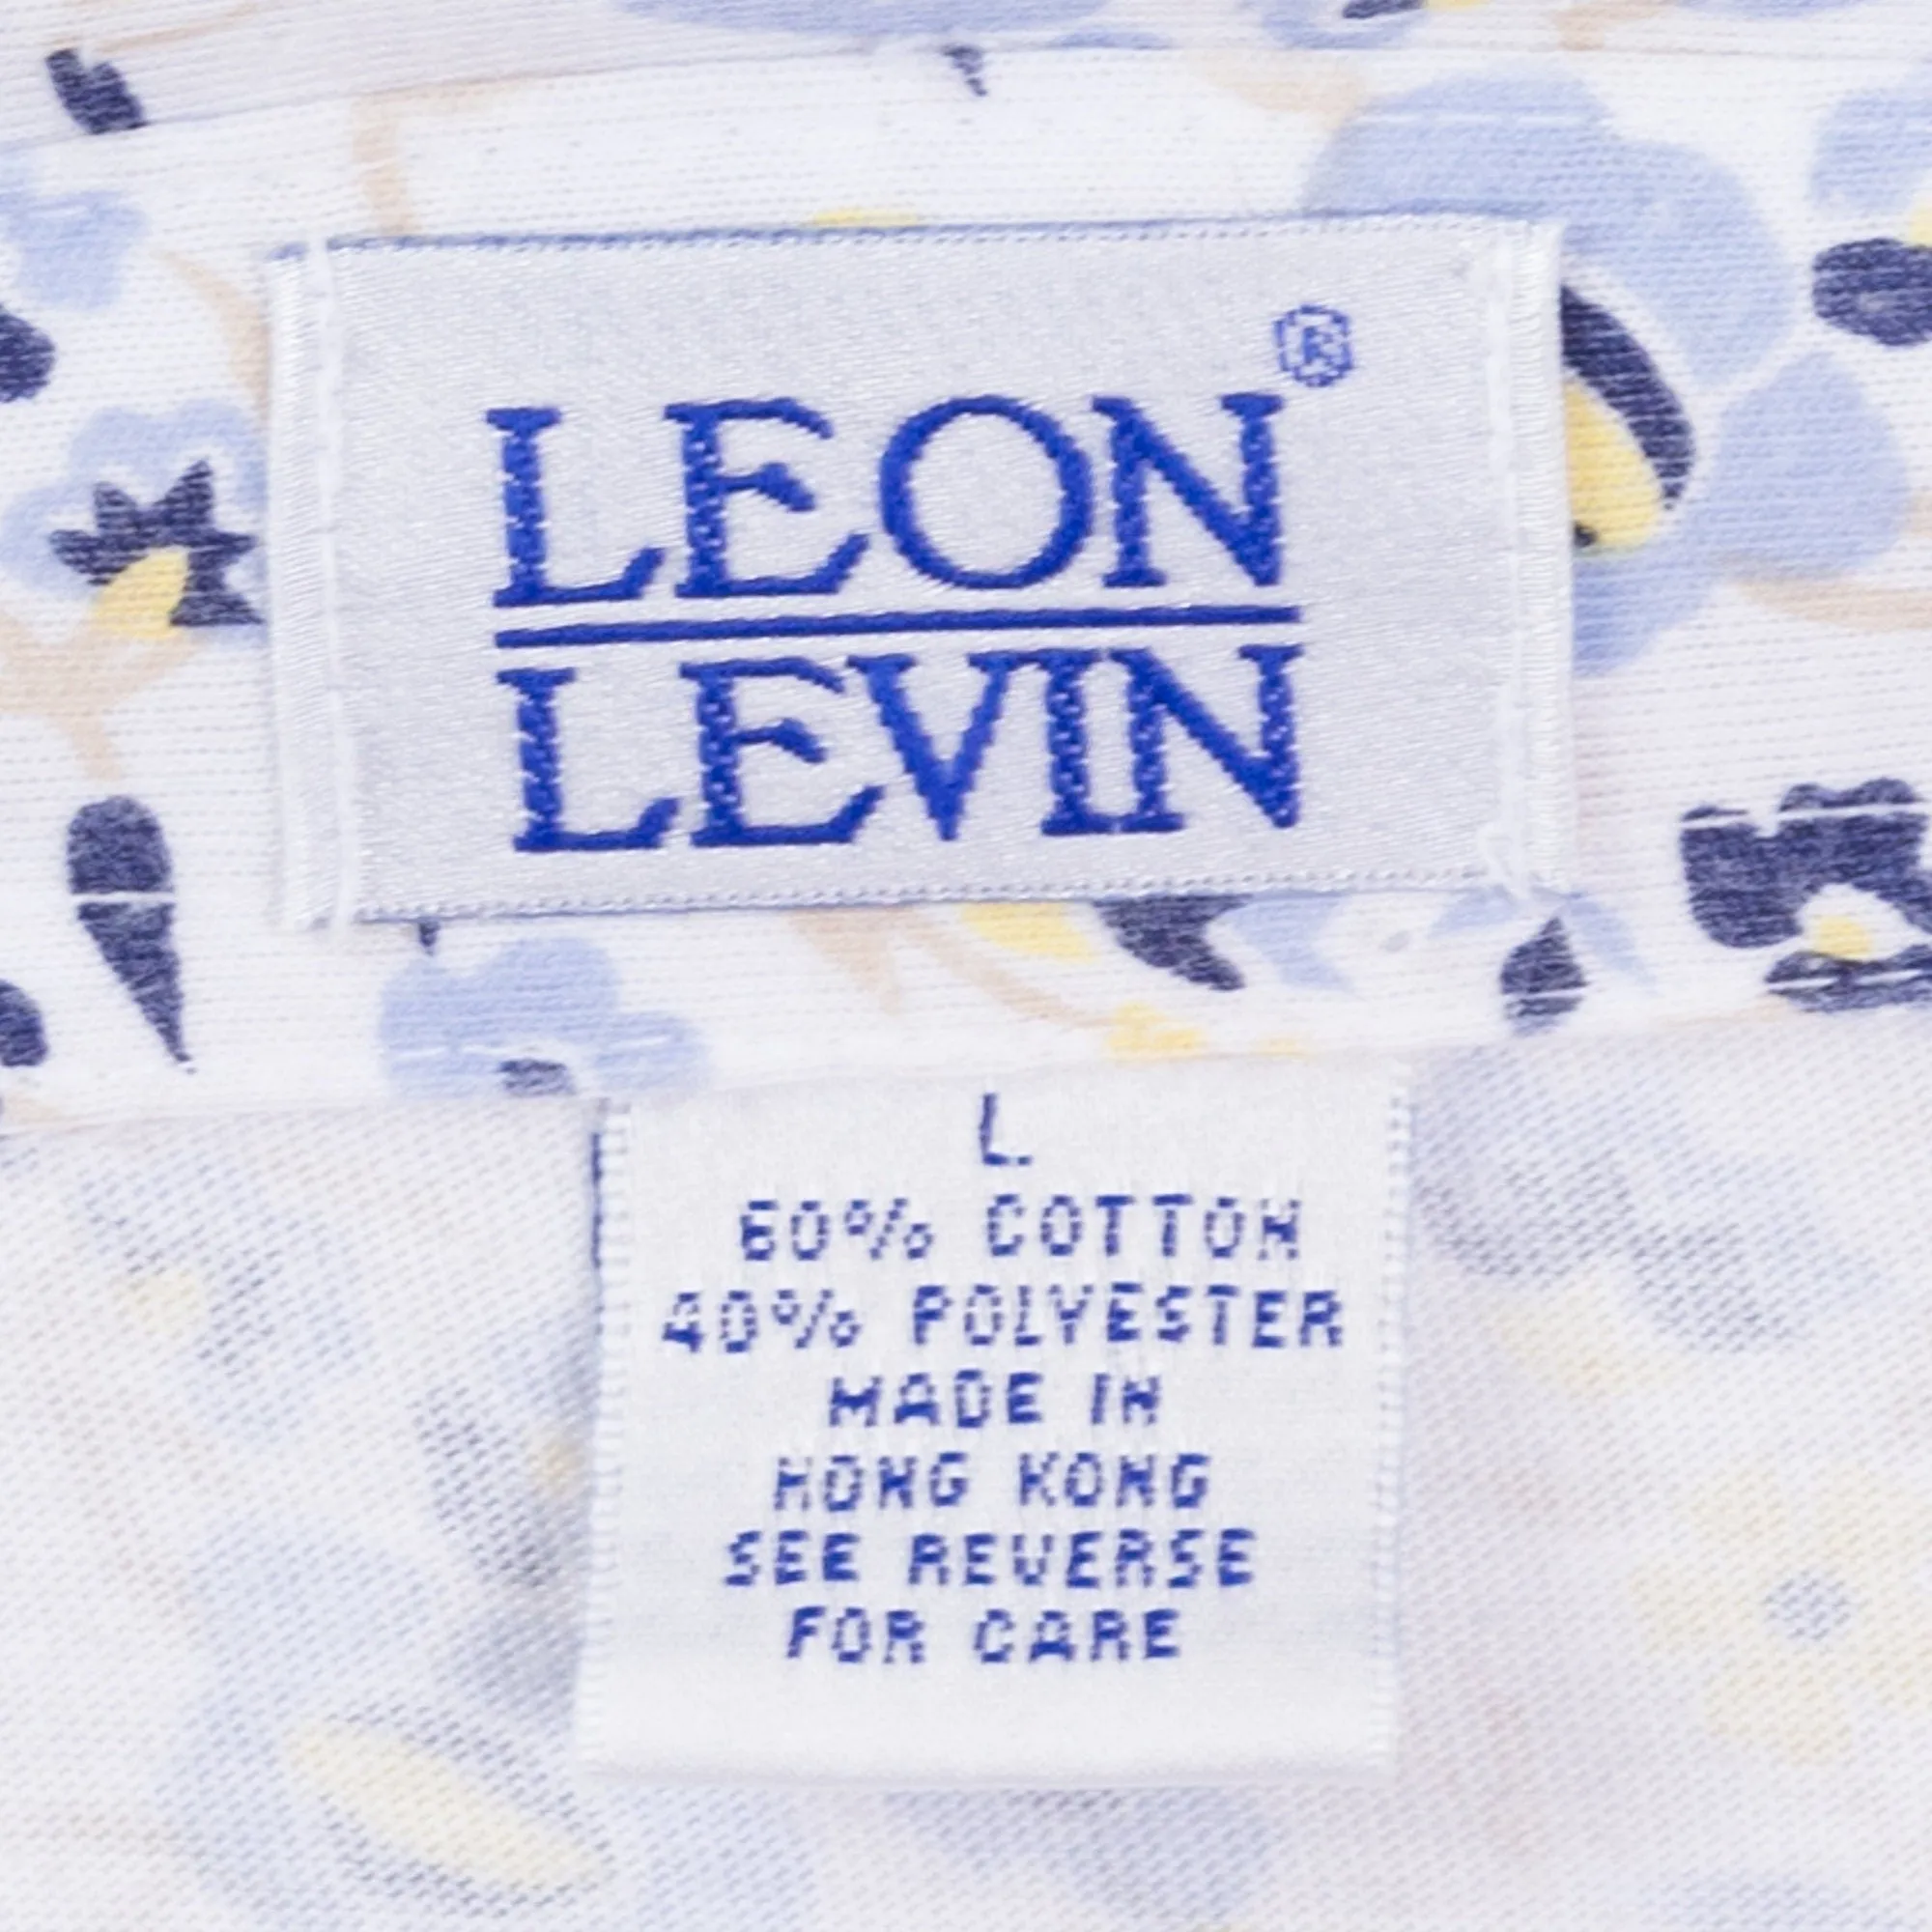 LEON®
LEVIN
L.
60% COTTON
40% POLYESTER
MADE IN
HONG KONG
SEE REVERSE
FOR CARE